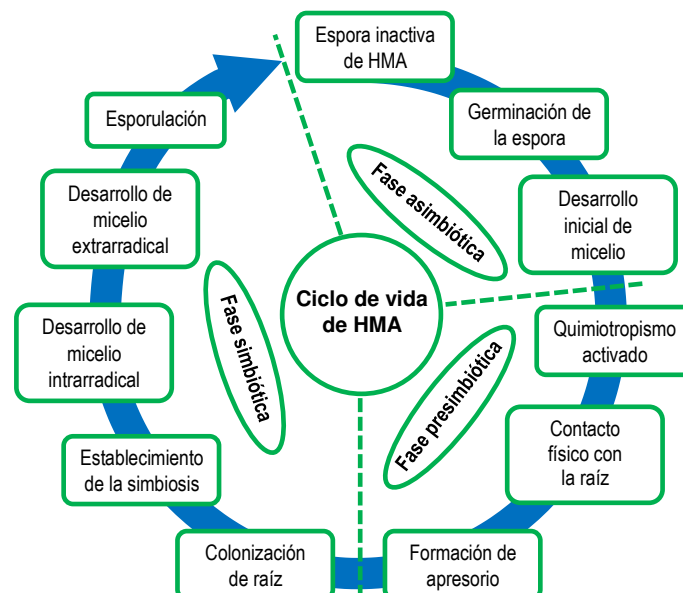 Espora inactiva
de HMA
Germinación de
la espora
Desarrollo
inicial de
micelio
Quimiotropismo
activado
Contacto
físico con
la raíz
Formación de
apresorio
Colonización
de raíz
Establecimiento
de la simbiosis
Desarrollo de
micelio
intrarradical
Desarrollo de
micelio
extrarradical
Esporulación
Fase asimbiótica
Fase presimbiótica
Fase simbiótica
Ciclo de vida
de HMA